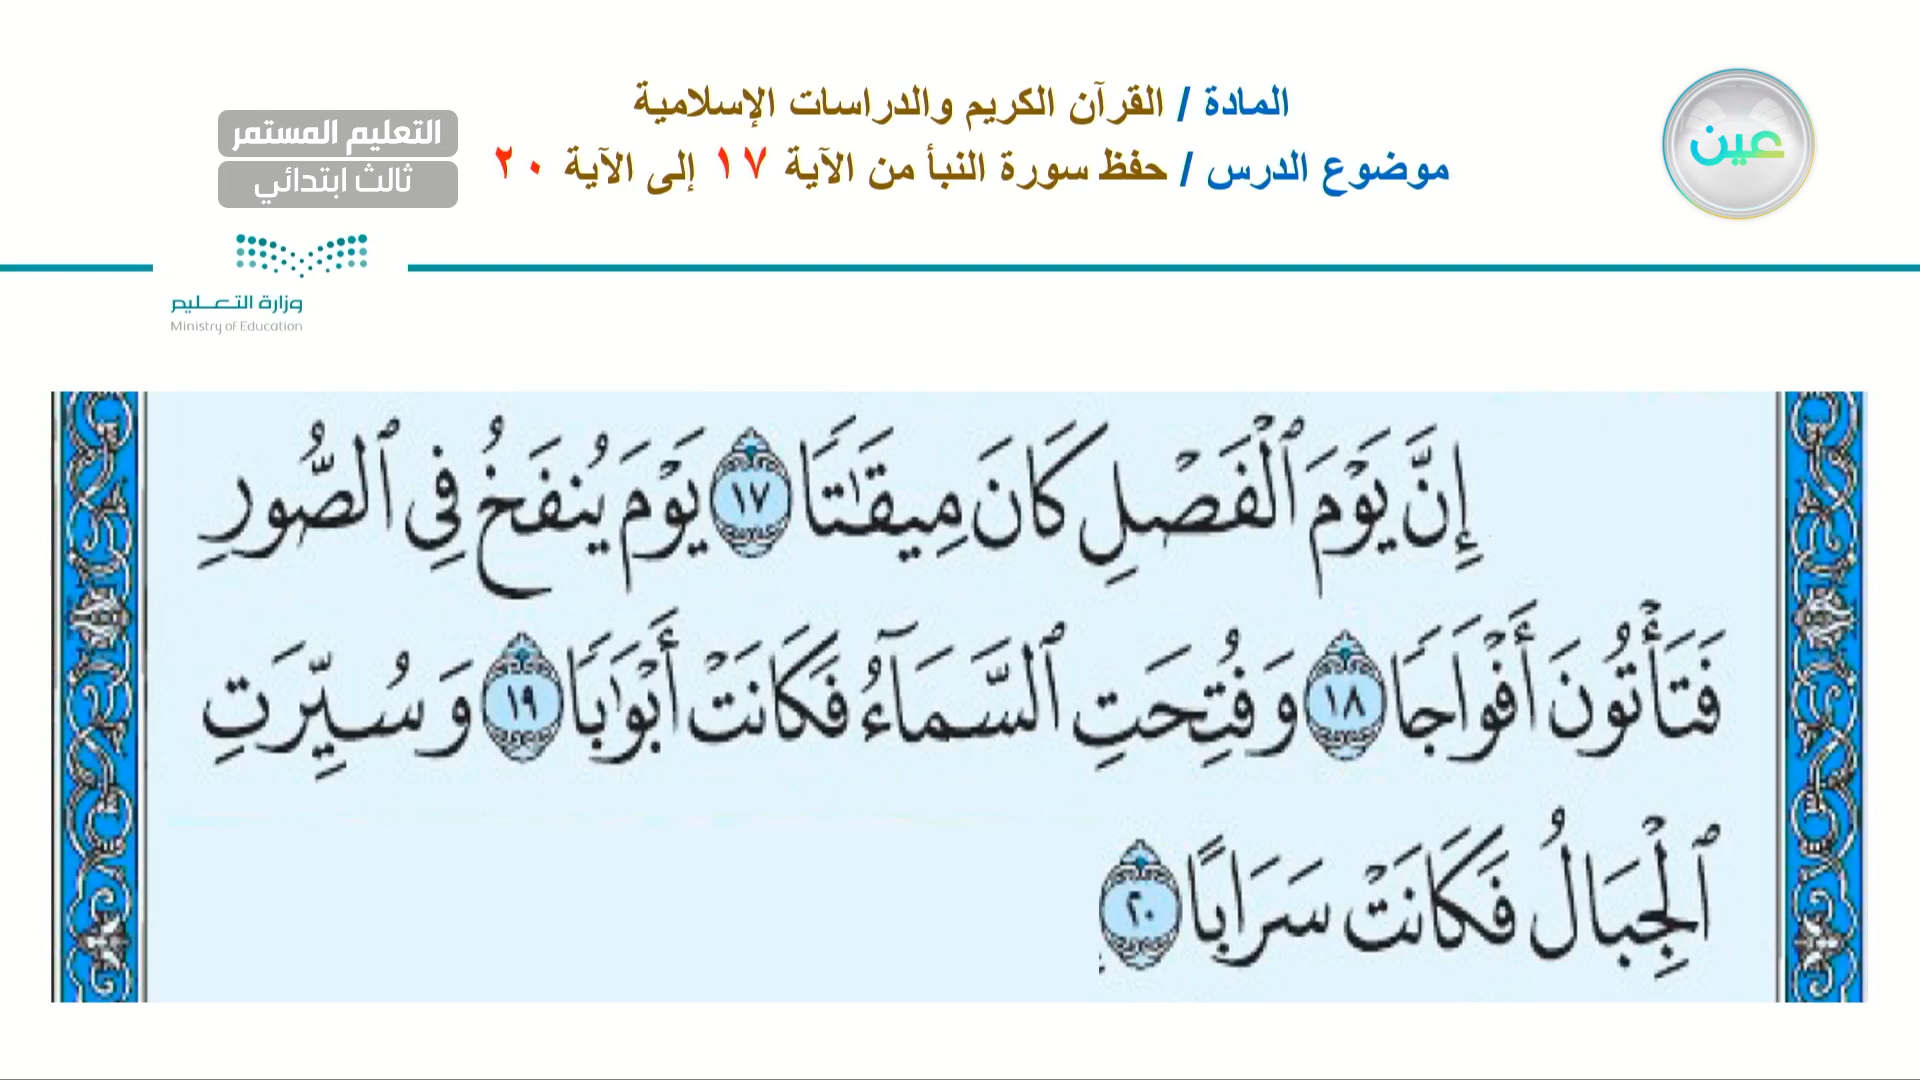 المادة / القرآن الكريم والدراسات الإسلامية
موضوع الدرس / حفظ سورة النبأ من الآية ١٧ إلى الآية ٢٠
عين
التعليم المستمر
ثالث ابتدائي
وزارة التعليم
Ministry of Education
إِنَّ يَوْمَ ٱلْفَصْلِ كَانَ مِيقَٰتًا ١٧ يَوْمَ يُنفَخُ فِى ٱلصُّورِ
فَتَأْتُونَ أَفْوَاجًا ١٨ وَفُتِحَتِ ٱلسَّمَآءُ فَكَانَتْ أَبْوَٰبًا ١٩ وَسُيِّرَتِ
ٱلْجِبَالُ فَكَانَتْ سَرَابًا ٢٠